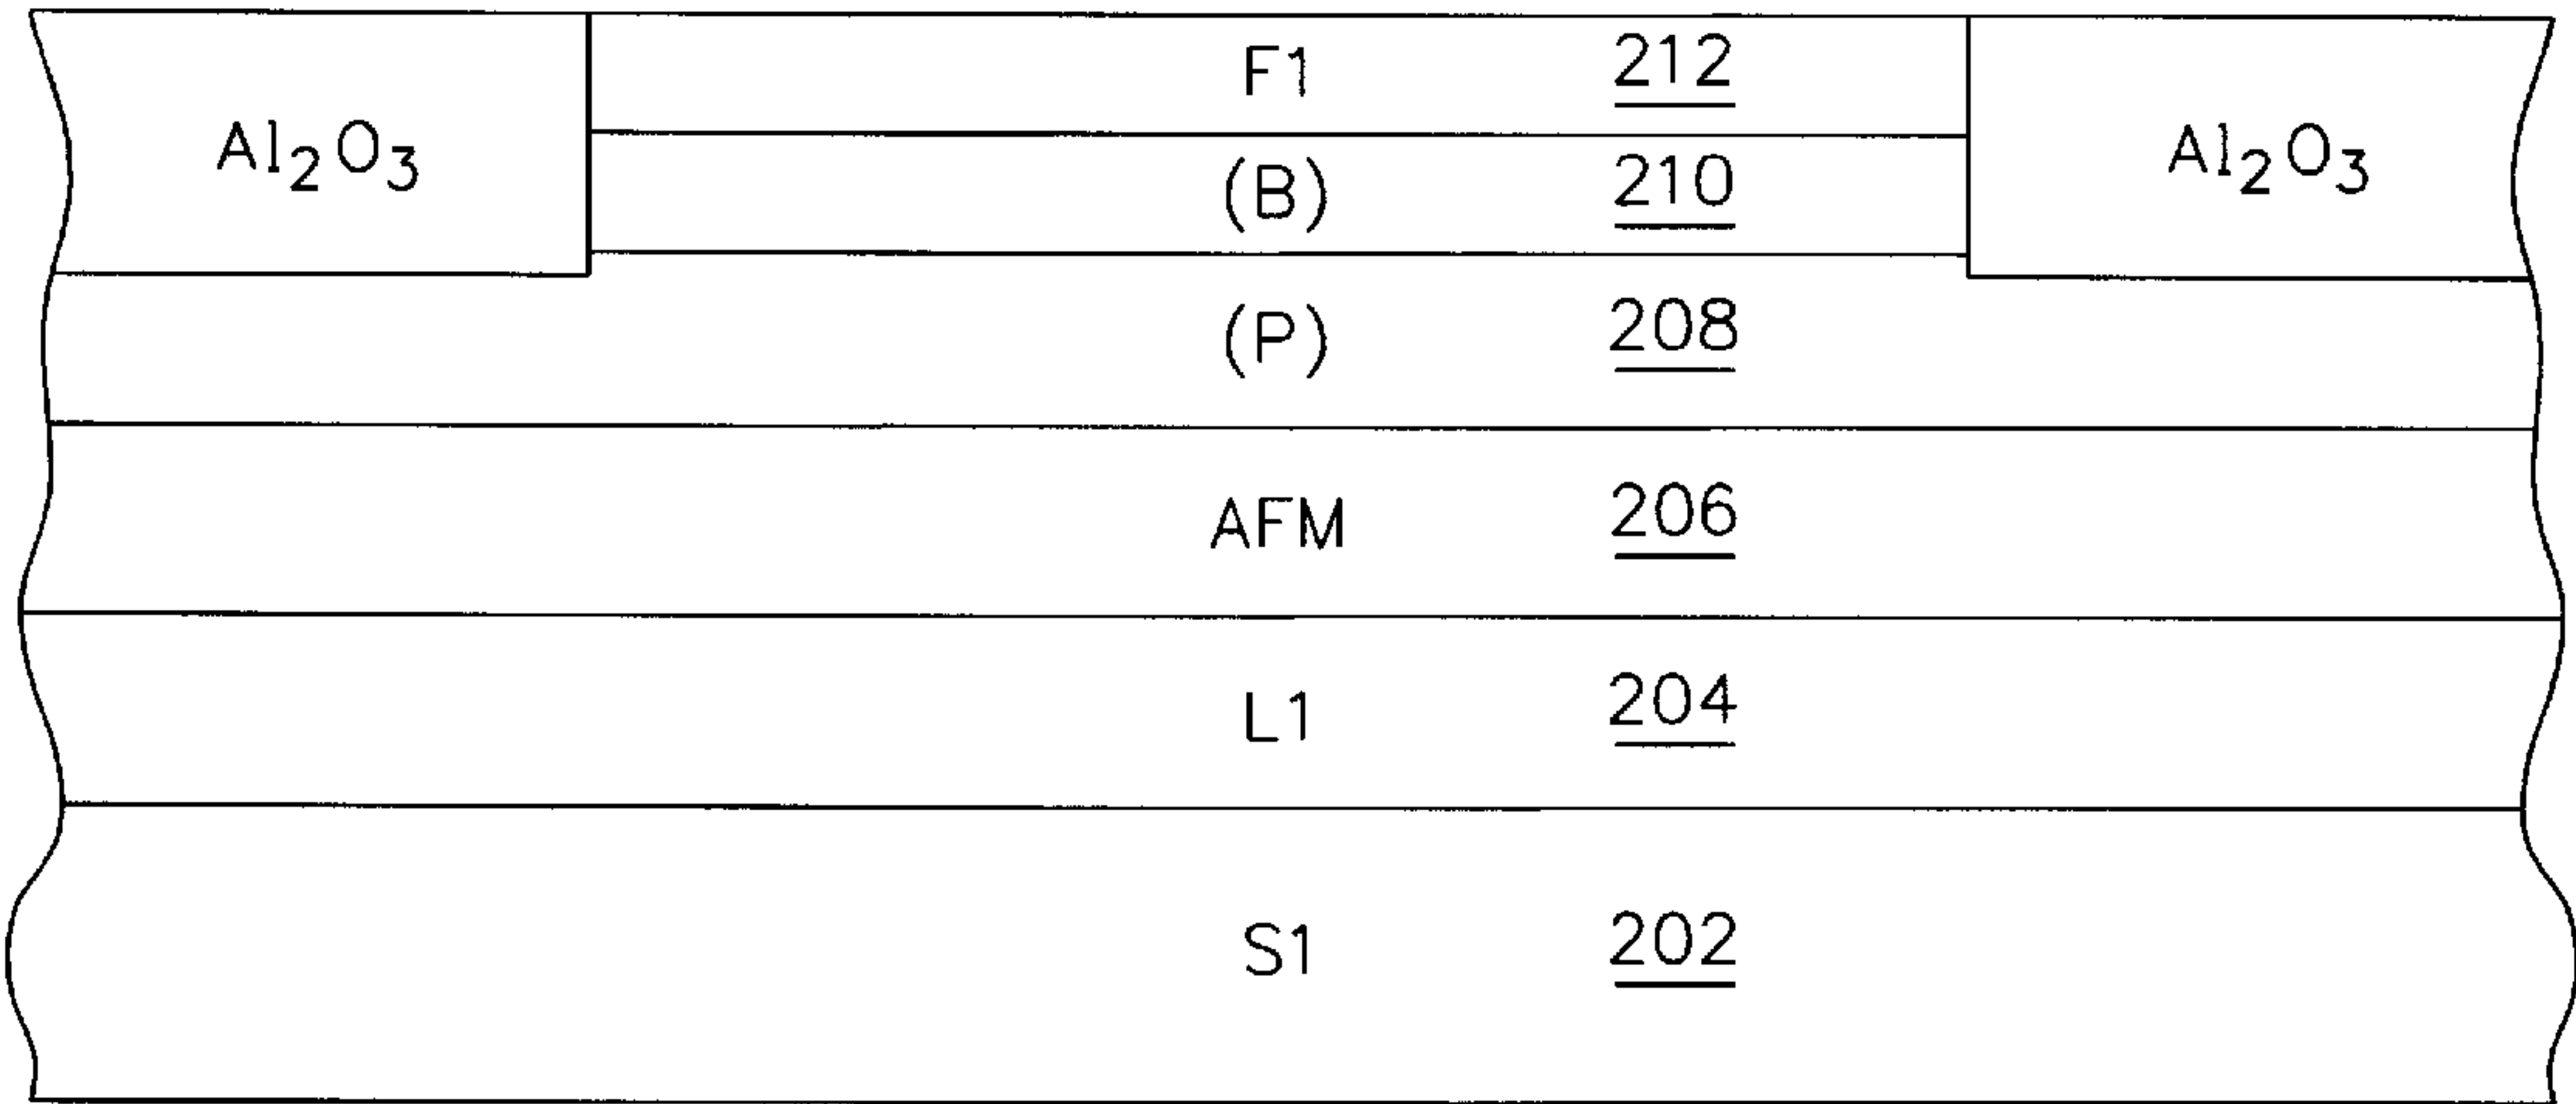 F1 212
Al₂O₃ (B) 210 Al₂O₃
(P) 208
AFM 206
L1 204
S1 202